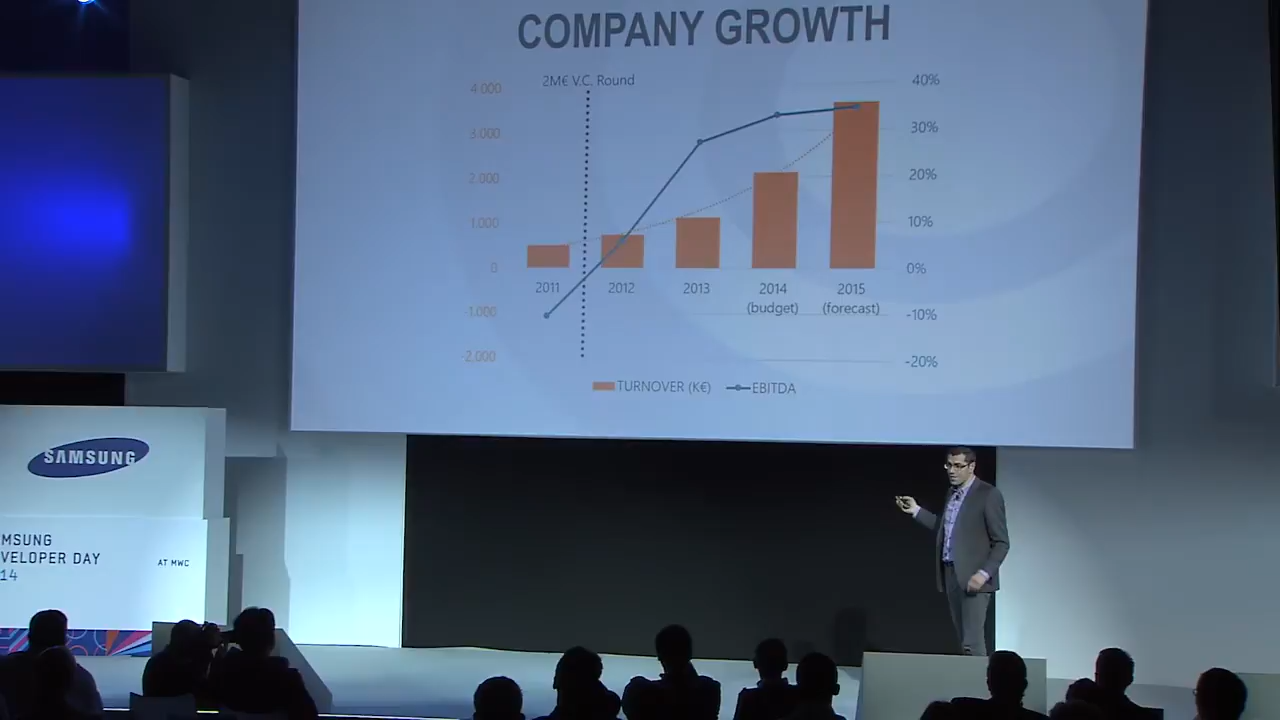 COMPANY GROWTH
2M€ V.C. Round
4 000
3 000
2 000
1 000
0
-1 000
-2 000
40%
30%
20%
10%
0%
-10%
-20%
2011
2012
2013
2014
(budget)
2015
(forecast)
TURNOVER (K€)
EBITDA
SAMSUNG
MSUNG
VELOPER DAY
14
AT MWC